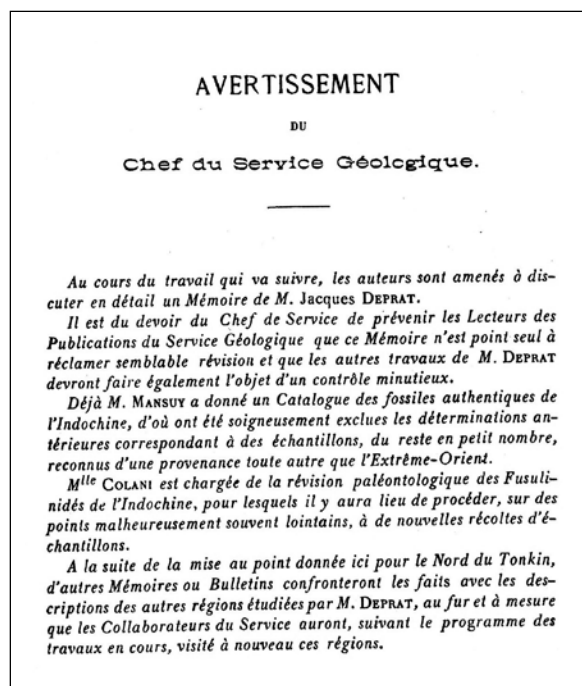 AVERTISSEMENT
DU
Chef du Service Géologique.
Au cours du travail qui va suivre, les auteurs sont amenés à dis-
cuter en détail un Mémoire de M. Jacques DEPRAT.
Il est du devoir du Chef de Service de prévenir les Lecteurs des
Publications du Service Géologique que ce Mémoire n'est point seul à
réclamer semblable révision et que les autres travaux de M. DEPRAT
devront faire également l'objet d'un contrôle minutieux.
Déjà M. MANSUY a donné un Catalogue des fossiles authentiques de
l'Indochine, d'où ont été soigneusement exclues les déterminations an-
térieures correspondant à des échantillons, du reste en petit nombre,
reconnus d'une provenance toute autre que l'Extrême-Orient.
Mlle COLANI est chargée de la révision paléontologique des Fusuli-
nidés de l'Indochine, pour lesquels il y aura lieu de procéder, sur des
points malheureusement souvent lointains, à de nouvelles récoltes d'é-
chantillons.
A la suite de la mise au point donnée ici pour le Nord du Tonkin,
d'autres Mémoires ou Bulletins confronteront les faits avec les des-
criptions des autres régions étudiées par M. DEPRAT, au fur et à mesure
que les Collaborateurs du Service auront, suivant le programme des
travaux en cours, visité à nouveau ces régions.